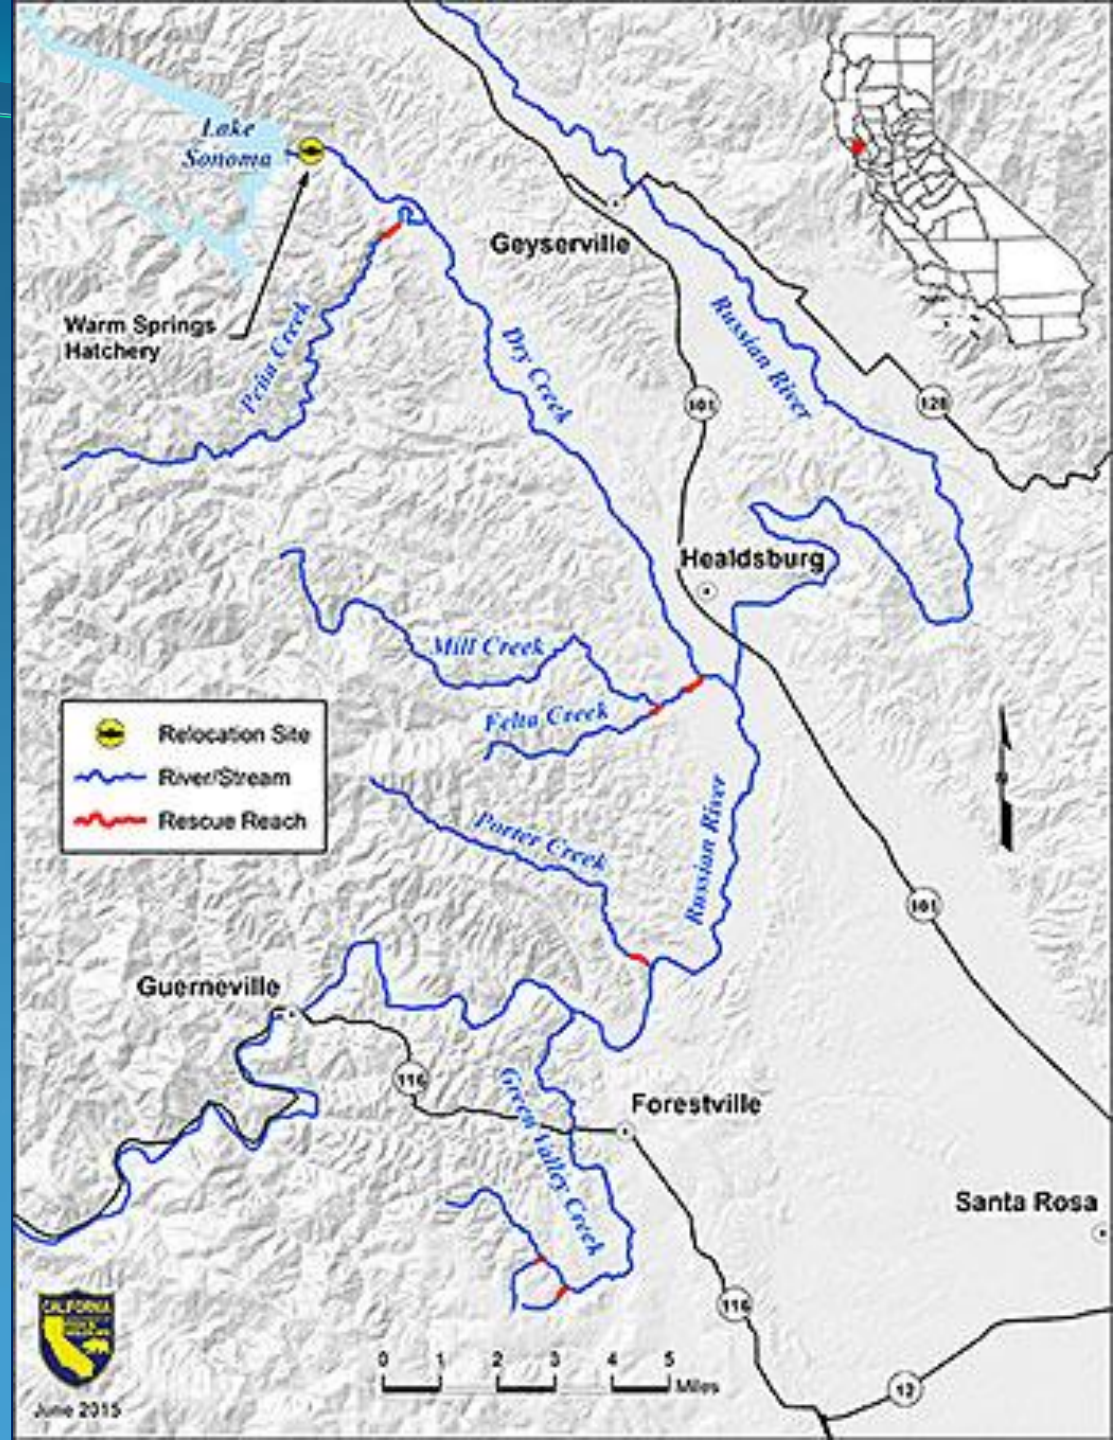 Lake
Sonoma
Geyserville
Warm Springs
Hatchery
Peña Creek
Dry Creek
Russian River
101
128
Healdsburg
Mill Creek
Felta Creek
Relocation Site
River/Stream
Rescue Reach
Porter Creek
Russian River
N
101
Guerneville
116
Green Valley Creek
Forestville
Santa Rosa
116
12
CALIFORNIA
0 1 2 3 4 5
Miles
June 2015